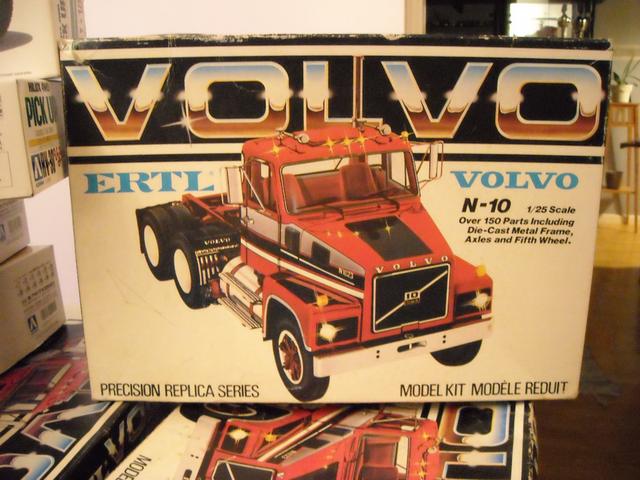 VOLVO
ERTL
VOLVO
N-10 1/25 Scale
Over 150 Parts Including
Die-Cast Metal Frame,
Axles and Fifth Wheel.
VOLVO
VOLVO
10
PRECISION REPLICA SERIES
MODEL KIT MODÈLE REDUIT
PICK U